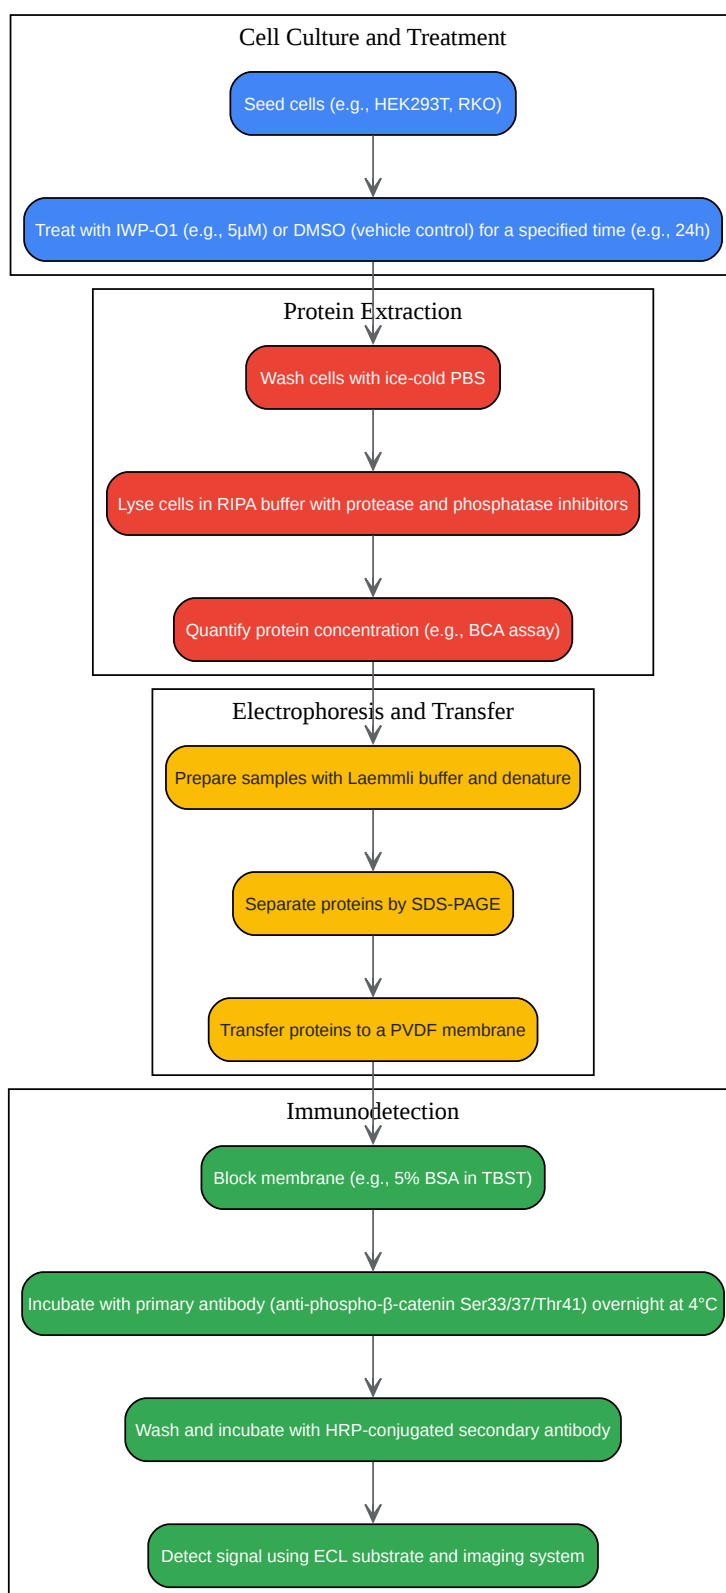 Cell Culture and Treatment
Seed cells (e.g., HEK293T, RKO)
Treat with IWP-O1 (e.g., 5µM) or DMSO (vehicle control) for a specified time (e.g., 24h)
Protein Extraction
Wash cells with ice-cold PBS
Lyse cells in RIPA buffer with protease and phosphatase inhibitors
Quantify protein concentration (e.g., BCA assay)
Electrophoresis and Transfer
Prepare samples with Laemmli buffer and denature
Separate proteins by SDS-PAGE
Transfer proteins to a PVDF membrane
Immunodetection
Block membrane (e.g., 5% BSA in TBST)
Incubate with primary antibody (anti-phospho-β-catenin Ser33/37/Thr41) overnight at 4°C
Wash and incubate with HRP-conjugated secondary antibody
Detect signal using ECL substrate and imaging system